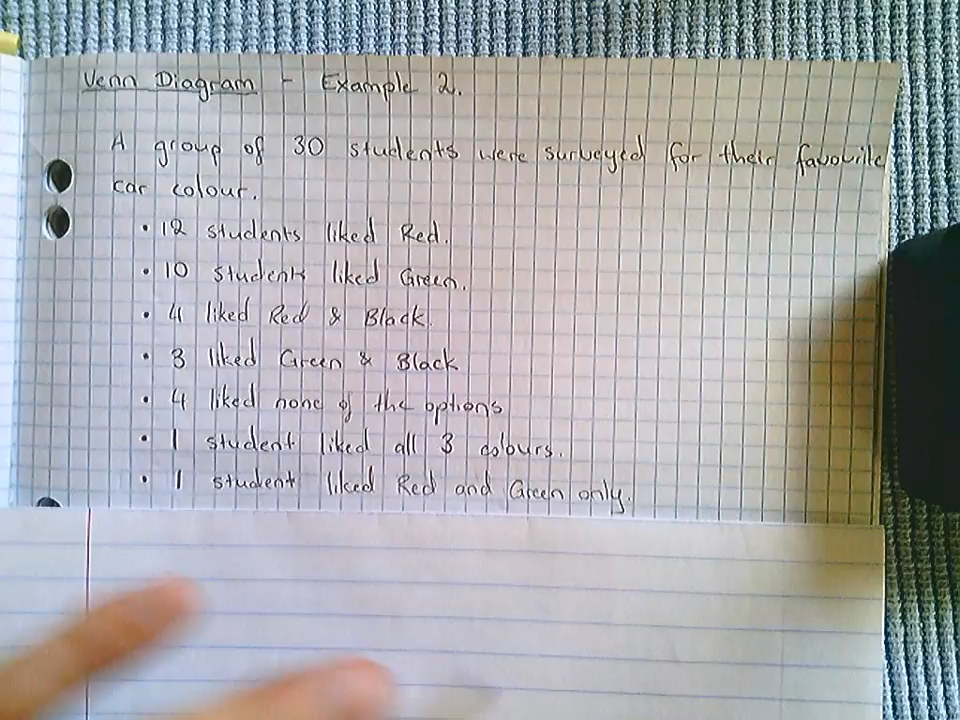 Venn Diagram - Example 2.
A group of 30 students were surveyed for their favourite
car colour.
• 12 students liked Red.
• 10 students liked Green.
• 4 liked Red & Black.
• 3 liked Green & Black
• 4 liked none of the options
• 1 student liked all 3 colours.
• 1 student liked Red and Green only.